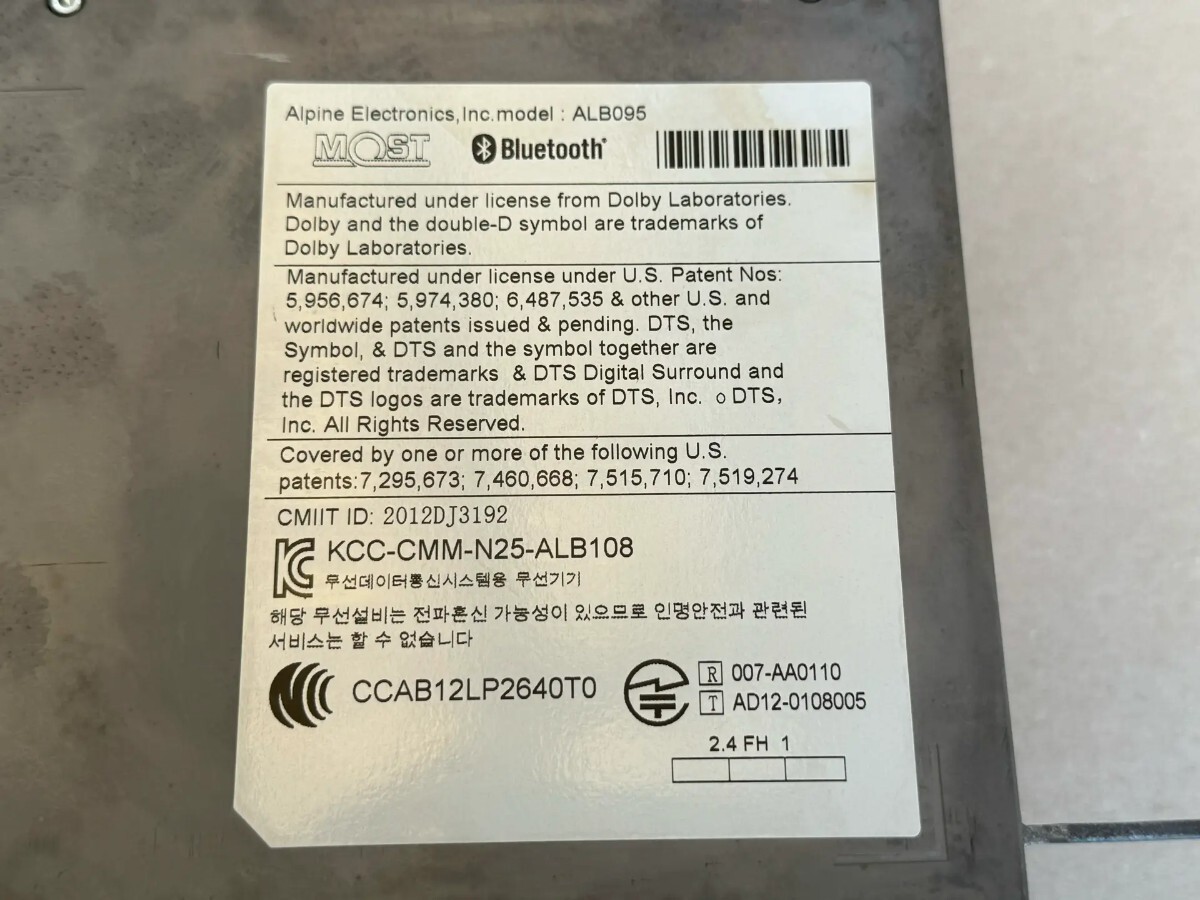 Alpine Electronics,Inc.model : ALB095
MOST Bluetooth
Manufactured under license from Dolby Laboratories.
Dolby and the double-D symbol are trademarks of
Dolby Laboratories.
Manufactured under license under U.S. Patent Nos:
5,956,674; 5,974,380; 6,487,535 & other U.S. and
worldwide patents issued & pending. DTS, the
Symbol, & DTS and the symbol together are
registered trademarks & DTS Digital Surround and
the DTS logos are trademarks of DTS, Inc. o DTS,
Inc. All Rights Reserved.
Covered by one or more of the following U.S.
patents:7,295,673; 7,460,668; 7,515,710; 7,519,274
CMIIT ID: 2012DJ3192
KCC-CMM-N25-ALB108
무선데이터통신시스템용 무선기기
해당 무선설비는 전파혼신 가능성이 있으므로 인명안전과 관련된
서비스는 할 수 없습니다
CCAB12LP2640T0
R 007-AA0110
T AD12-0108005
2.4 FH 1